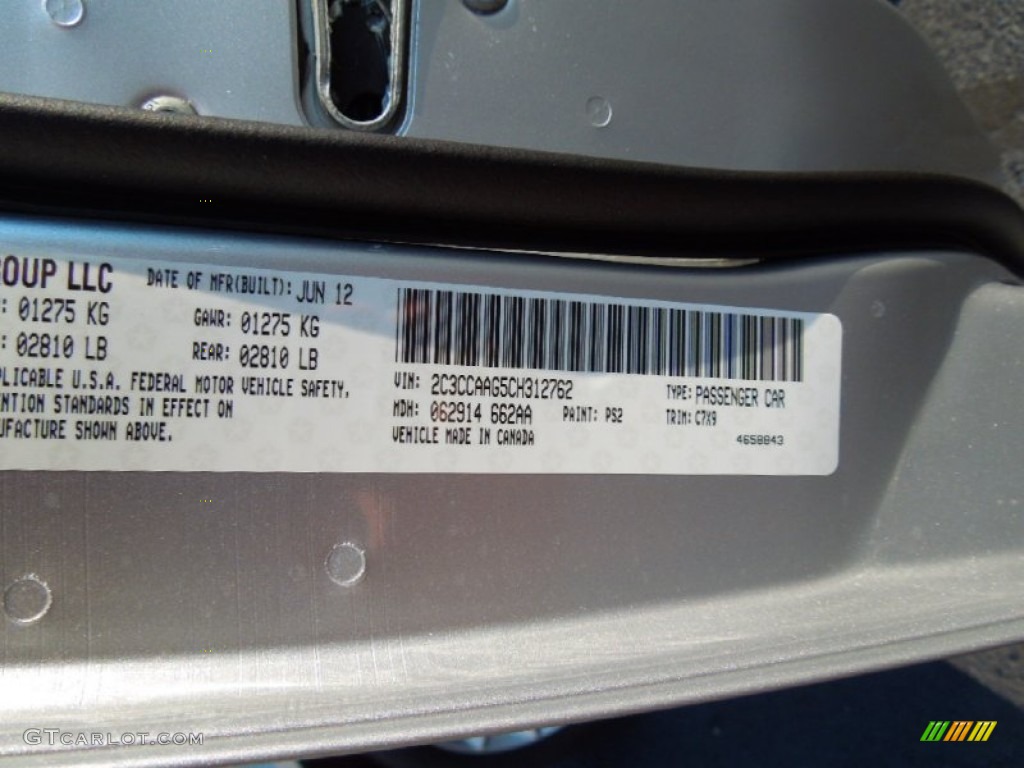 ROUP LLC
DATE OF MFR(BUILT): JUN 12
: 01275 KG
GAWR: 01275 KG
: 02810 LB
REAR: 02810 LB
PLICABLE U.S.A. FEDERAL MOTOR VEHICLE SAFETY,
ENTION STANDARDS IN EFFECT ON
UFACTURE SHOWN ABOVE.
VIN: 2C3CCAAG5CH312762
TYPE: PASSENGER CAR
MDH: 062914 662AA
PAINT: PS2
TRIM: C7X9
VEHICLE MADE IN CANADA
4658843
GTCARLOT.COM